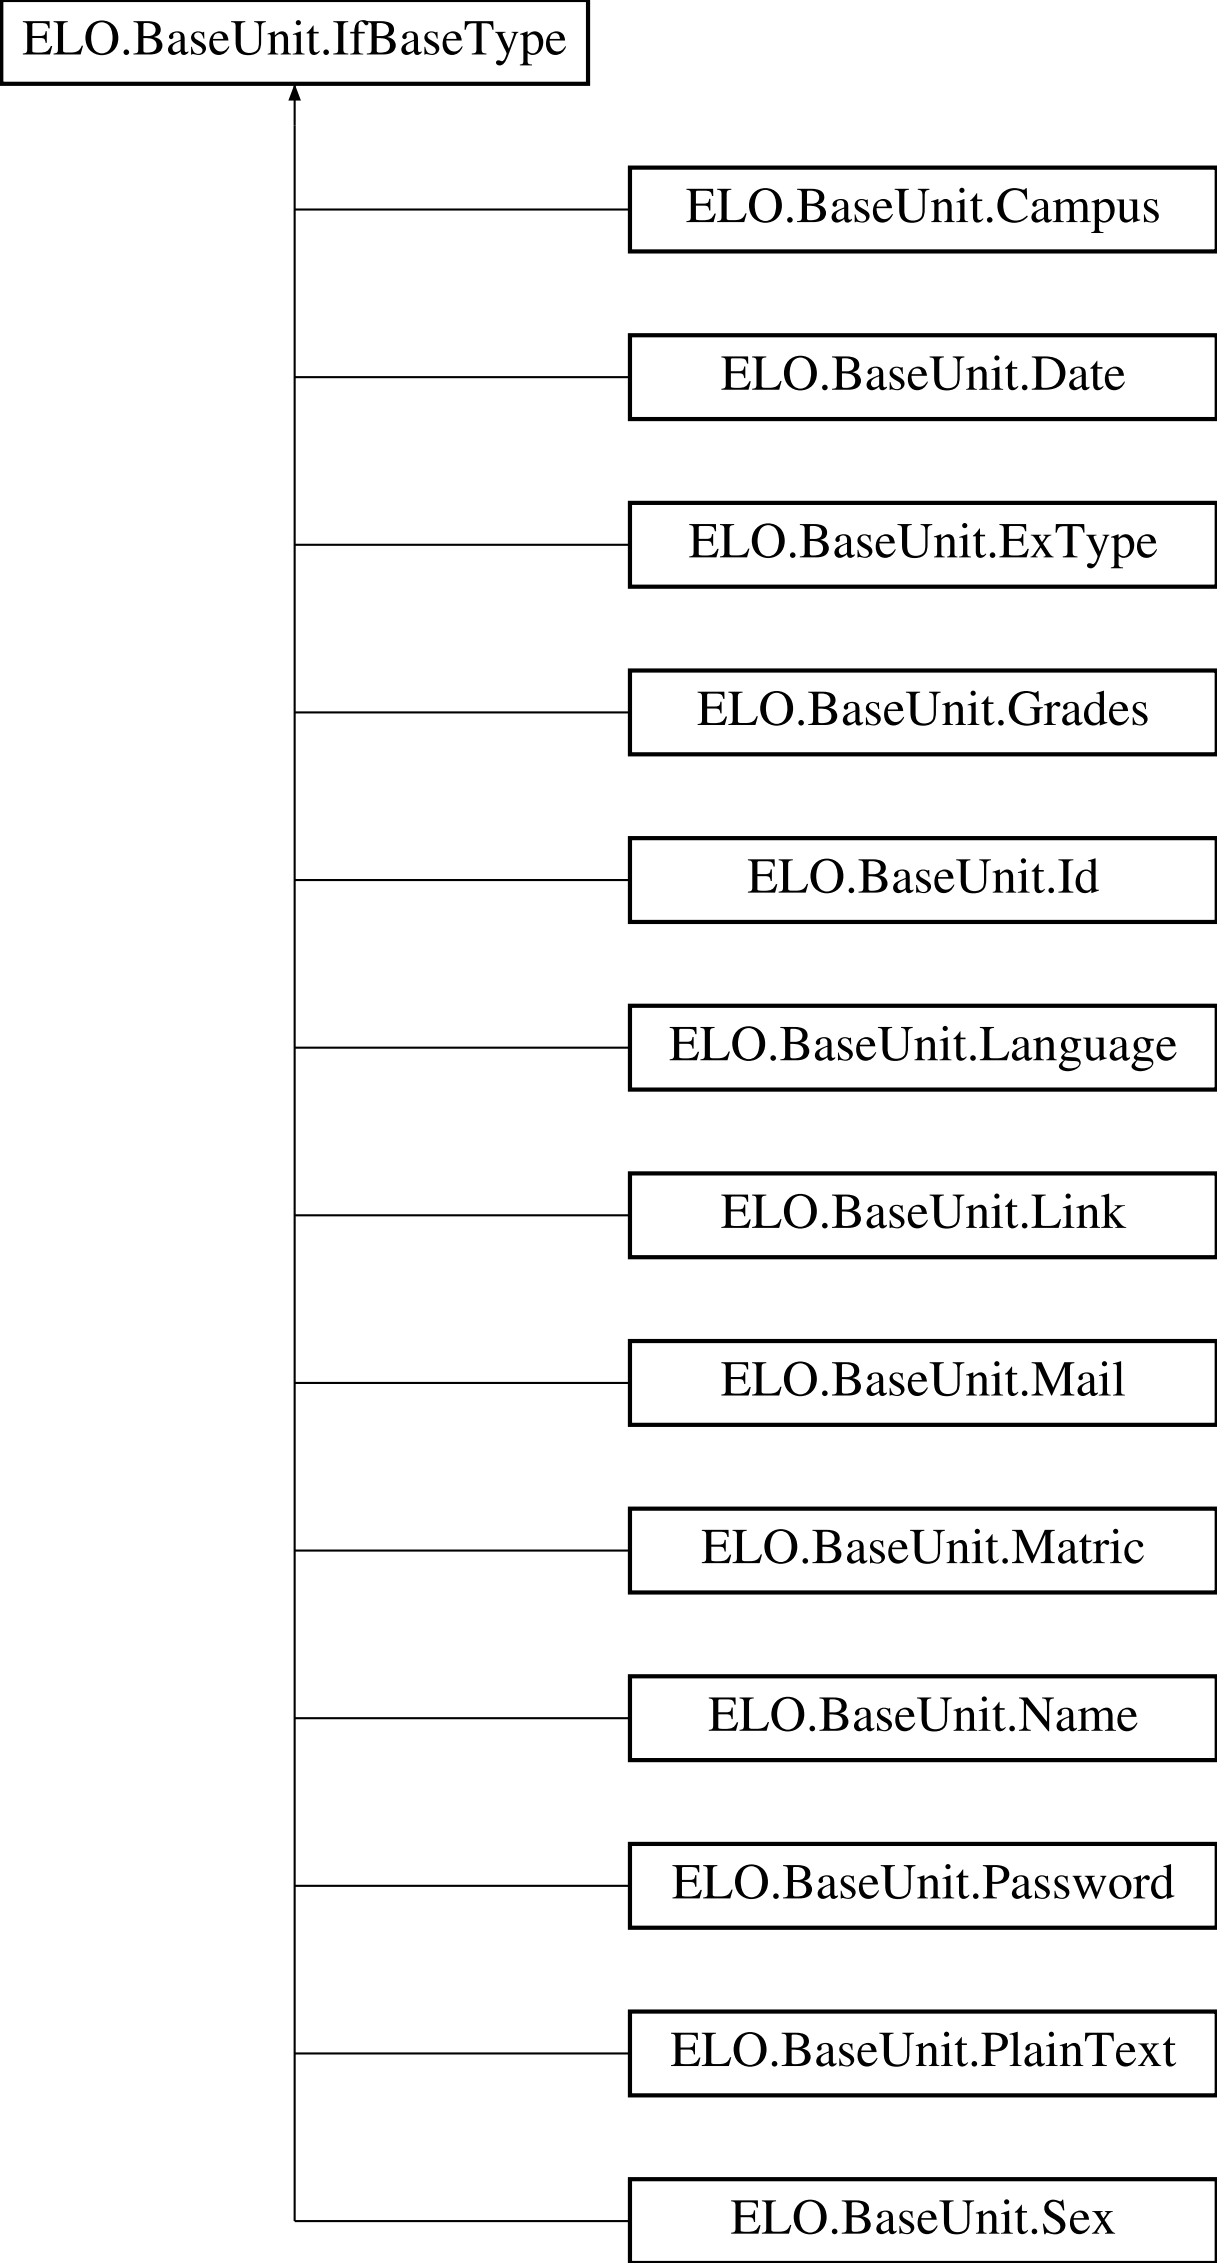 ELO.BaseUnit.IfBaseType
ELO.BaseUnit.Campus
ELO.BaseUnit.Date
ELO.BaseUnit.ExType
ELO.BaseUnit.Grades
ELO.BaseUnit.Id
ELO.BaseUnit.Language
ELO.BaseUnit.Link
ELO.BaseUnit.Mail
ELO.BaseUnit.Matric
ELO.BaseUnit.Name
ELO.BaseUnit.Password
ELO.BaseUnit.PlainText
ELO.BaseUnit.Sex